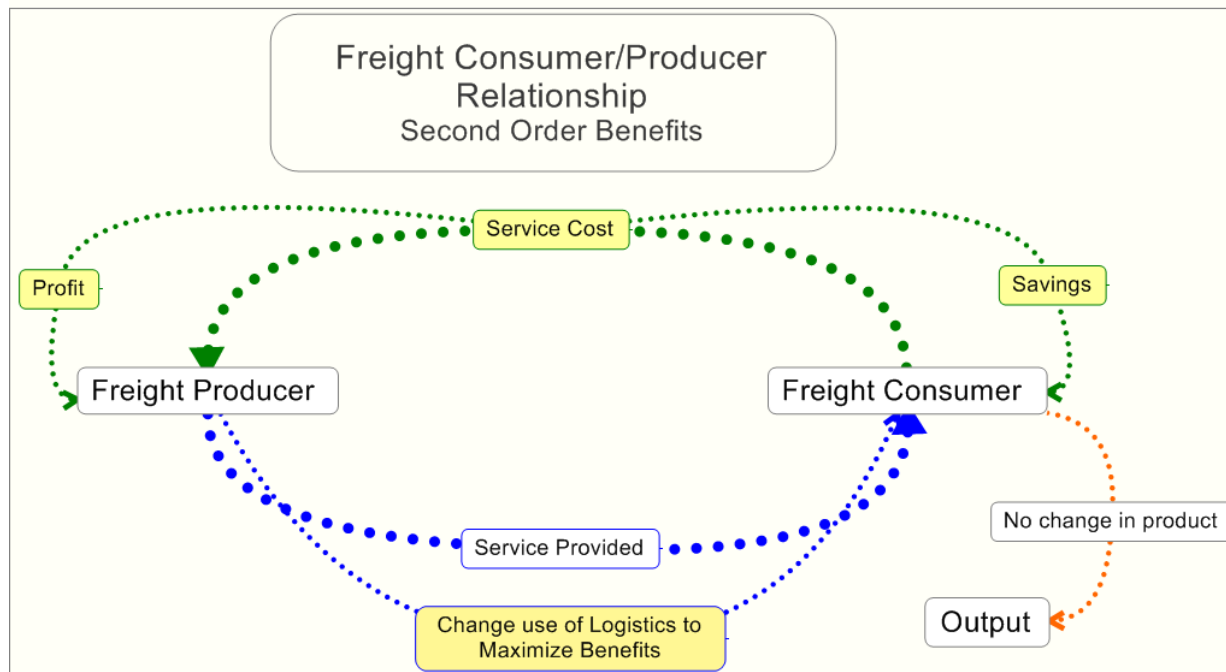 Freight Consumer/Producer
Relationship
Second Order Benefits
Service Cost
Profit
Savings
Freight Producer
Freight Consumer
No change in product
Service Provided
Change use of Logistics to
Maximize Benefits
Output